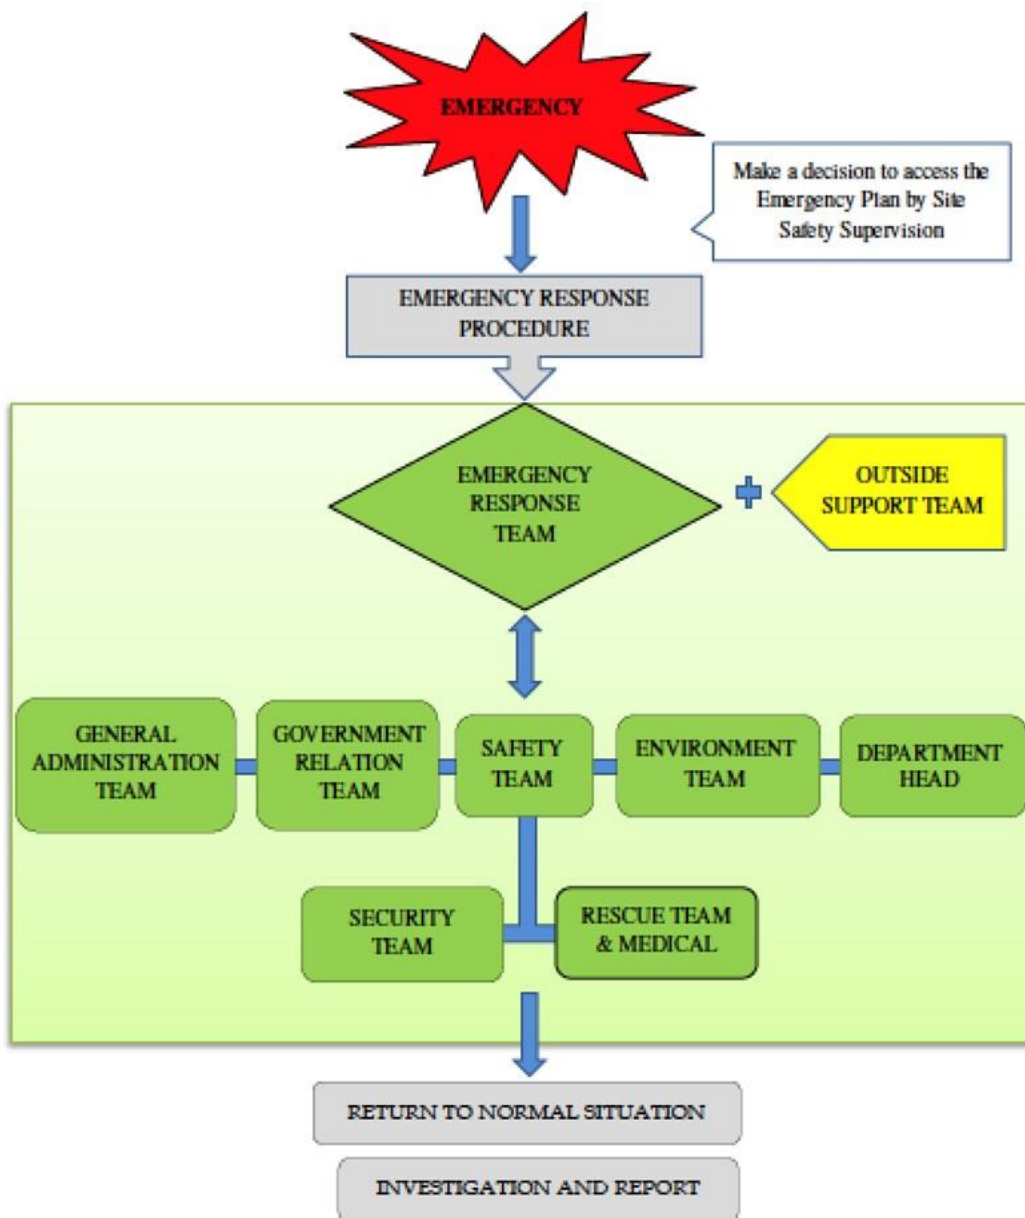 EMERGENCY
Make a decision to access the
Emergency Plan by Site
Safety Supervision
EMERGENCY RESPONSE
PROCEDURE
EMERGENCY
RESPONSE
TEAM
OUTSIDE
SUPPORT TEAM
GENERAL
ADMINISTRATION
TEAM
GOVERNMENT
RELATION
TEAM
SAFETY
TEAM
ENVIRONMENT
TEAM
DEPARTMENT
HEAD
SECURITY
TEAM
RESCUE TEAM
& MEDICAL
RETURN TO NORMAL SITUATION
INVESTIGATION AND REPORT